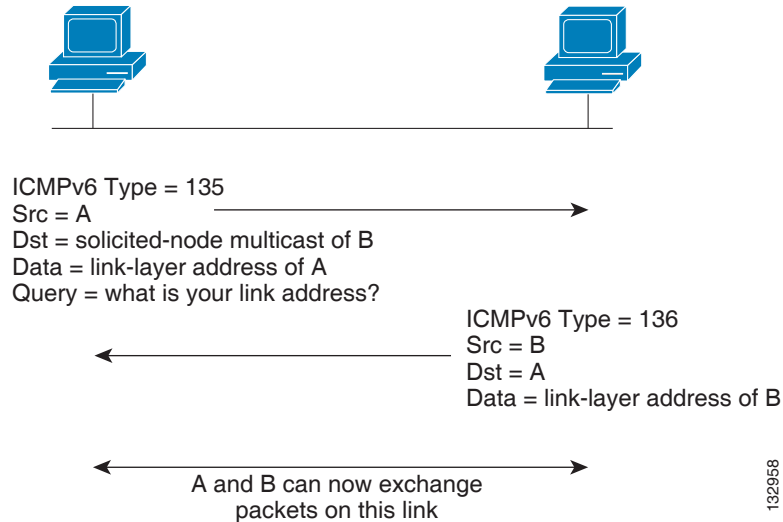 ICMPv6 Type = 135
Src = A
Dst = solicited-node multicast of B
Data = link-layer address of A
Query = what is your link address?
ICMPv6 Type = 136
Src = B
Dst = A
Data = link-layer address of B
A and B can now exchange
packets on this link
132958